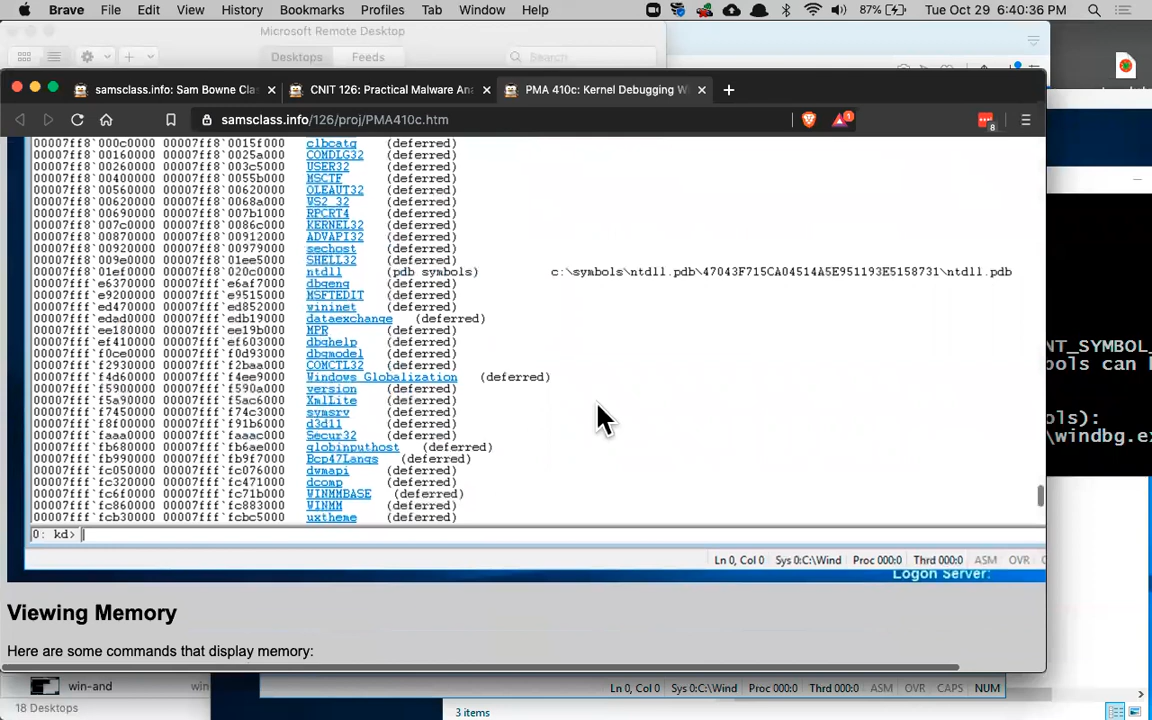 Brave File Edit View History Bookmarks Profiles Tab Window Help 87% Tue Oct 29 6:40:36 PM
Microsoft Remote Desktop
Desktops Feeds Search
samsclass.info: Sam Bowne Cla
CNIT 126: Practical Malware Ana
PMA 410c: Kernel Debugging W
samsclass.info/126/proj/PMA410c.htm
1
8
00007ff8`000c0000 00007ff8`0015f000 clbcatq (deferred)
00007ff8`00160000 00007ff8`0025a000 COMDLG32 (deferred)
00007ff8`00260000 00007ff8`003c5000 USER32 (deferred)
00007ff8`00400000 00007ff8`0055b000 MSCTF (deferred)
00007ff8`00560000 00007ff8`00620000 OLEAUT32 (deferred)
00007ff8`00620000 00007ff8`0068a000 WS2_32 (deferred)
00007ff8`00690000 00007ff8`007b1000 RPCRT4 (deferred)
00007ff8`007c0000 00007ff8`0086c000 KERNEL32 (deferred)
00007ff8`00870000 00007ff8`00912000 ADVAPI32 (deferred)
00007ff8`00920000 00007ff8`00979000 sechost (deferred)
00007ff8`009e0000 00007ff8`01ee5000 SHELL32 (deferred)
00007ff8`01ef0000 00007ff8`020c0000 ntdll (pdb symbols) c:\symbols\ntdll.pdb\47043F715CA04514A5E951193E5158731\ntdll.pdb
00007fff`e6370000 00007fff`e6af7000 dbgeng (deferred)
00007fff`e9200000 00007fff`e9515000 MSFTEDIT (deferred)
00007fff`ed470000 00007fff`ed852000 wininet (deferred)
00007fff`edad0000 00007fff`edb19000 dataexchange (deferred)
00007fff`ee180000 00007fff`ee19b000 MPR (deferred)
00007fff`ef410000 00007fff`ef603000 dbghelp (deferred)
00007fff`f0ce0000 00007fff`f0d93000 dbgmodel (deferred)
00007fff`f2930000 00007fff`f2baa000 COMCTL32 (deferred)
00007fff`f4d60000 00007fff`f4ee9000 Windows_Globalization (deferred)
00007fff`f5900000 00007fff`f590a000 version (deferred)
00007fff`f5a90000 00007fff`f5ac6000 XmlLite (deferred)
00007fff`f7450000 00007fff`f74c3000 symsrv (deferred)
00007fff`f8f00000 00007fff`f91b6000 d3d11 (deferred)
00007fff`faaa0000 00007fff`faaac000 Secur32 (deferred)
00007fff`fb680000 00007fff`fb6ae000 globinputhost (deferred)
00007fff`fb990000 00007fff`fb9f7000 Bcp47Langs (deferred)
00007fff`fc050000 00007fff`fc076000 dwmapi (deferred)
00007fff`fc320000 00007fff`fc471000 dcomp (deferred)
00007fff`fc6f0000 00007fff`fc71b000 WINMMBASE (deferred)
00007fff`fc860000 00007fff`fc883000 WINMM (deferred)
00007fff`fcb30000 00007fff`fcbc5000 uxtheme (deferred)
0: kd>
Ln 0, Col 0 Sys 0:C:\Wind Proc 000:0 Thrd 000:0 ASM OVR
Logon Server:
Viewing Memory
Here are some commands that display memory:
NT_SYMBOL_
bols can
ols):
\windbg.ex
win-and win
18 Desktops
Ln 0, Col 0 Sys 0:C:\Wind Proc 000:0 Thrd 000:0 ASM OVR CAPS NUM
3 items